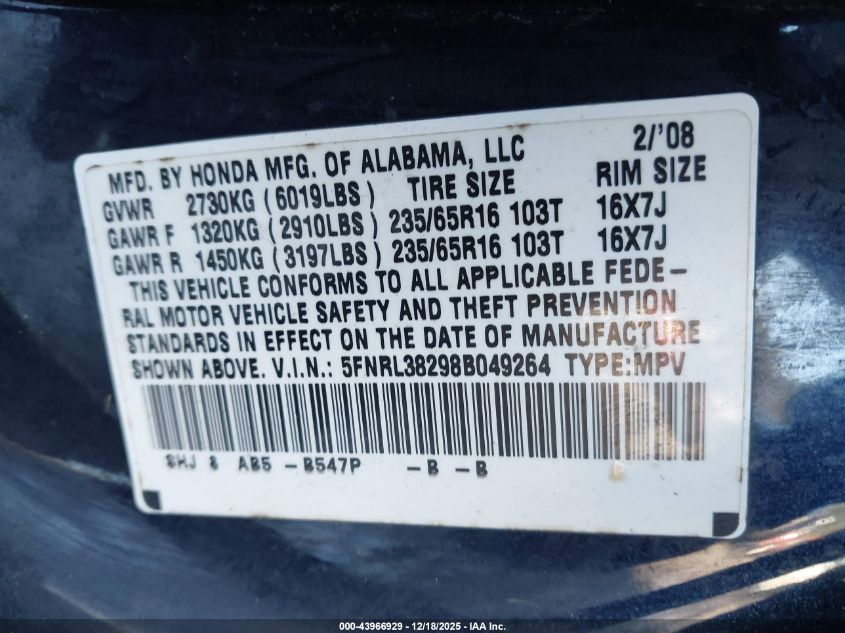 MFD. BY HONDA MFG. OF ALABAMA, LLC 2/'08
GVWR 2730KG (6019LBS) TIRE SIZE RIM SIZE
GAWR F 1320KG (2910LBS) 235/65R16 103T 16X7J
GAWR R 1450KG (3197LBS) 235/65R16 103T 16X7J
THIS VEHICLE CONFORMS TO ALL APPLICABLE FEDE-
RAL MOTOR VEHICLE SAFETY AND THEFT PREVENTION
STANDARDS IN EFFECT ON THE DATE OF MANUFACTURE
SHOWN ABOVE. V.I.N.: 5FNRL38298B049264 TYPE:MPV
SHJ 8 AB5 -B547P -B -B
000-43966929 - 12/18/2025 - IAA Inc.